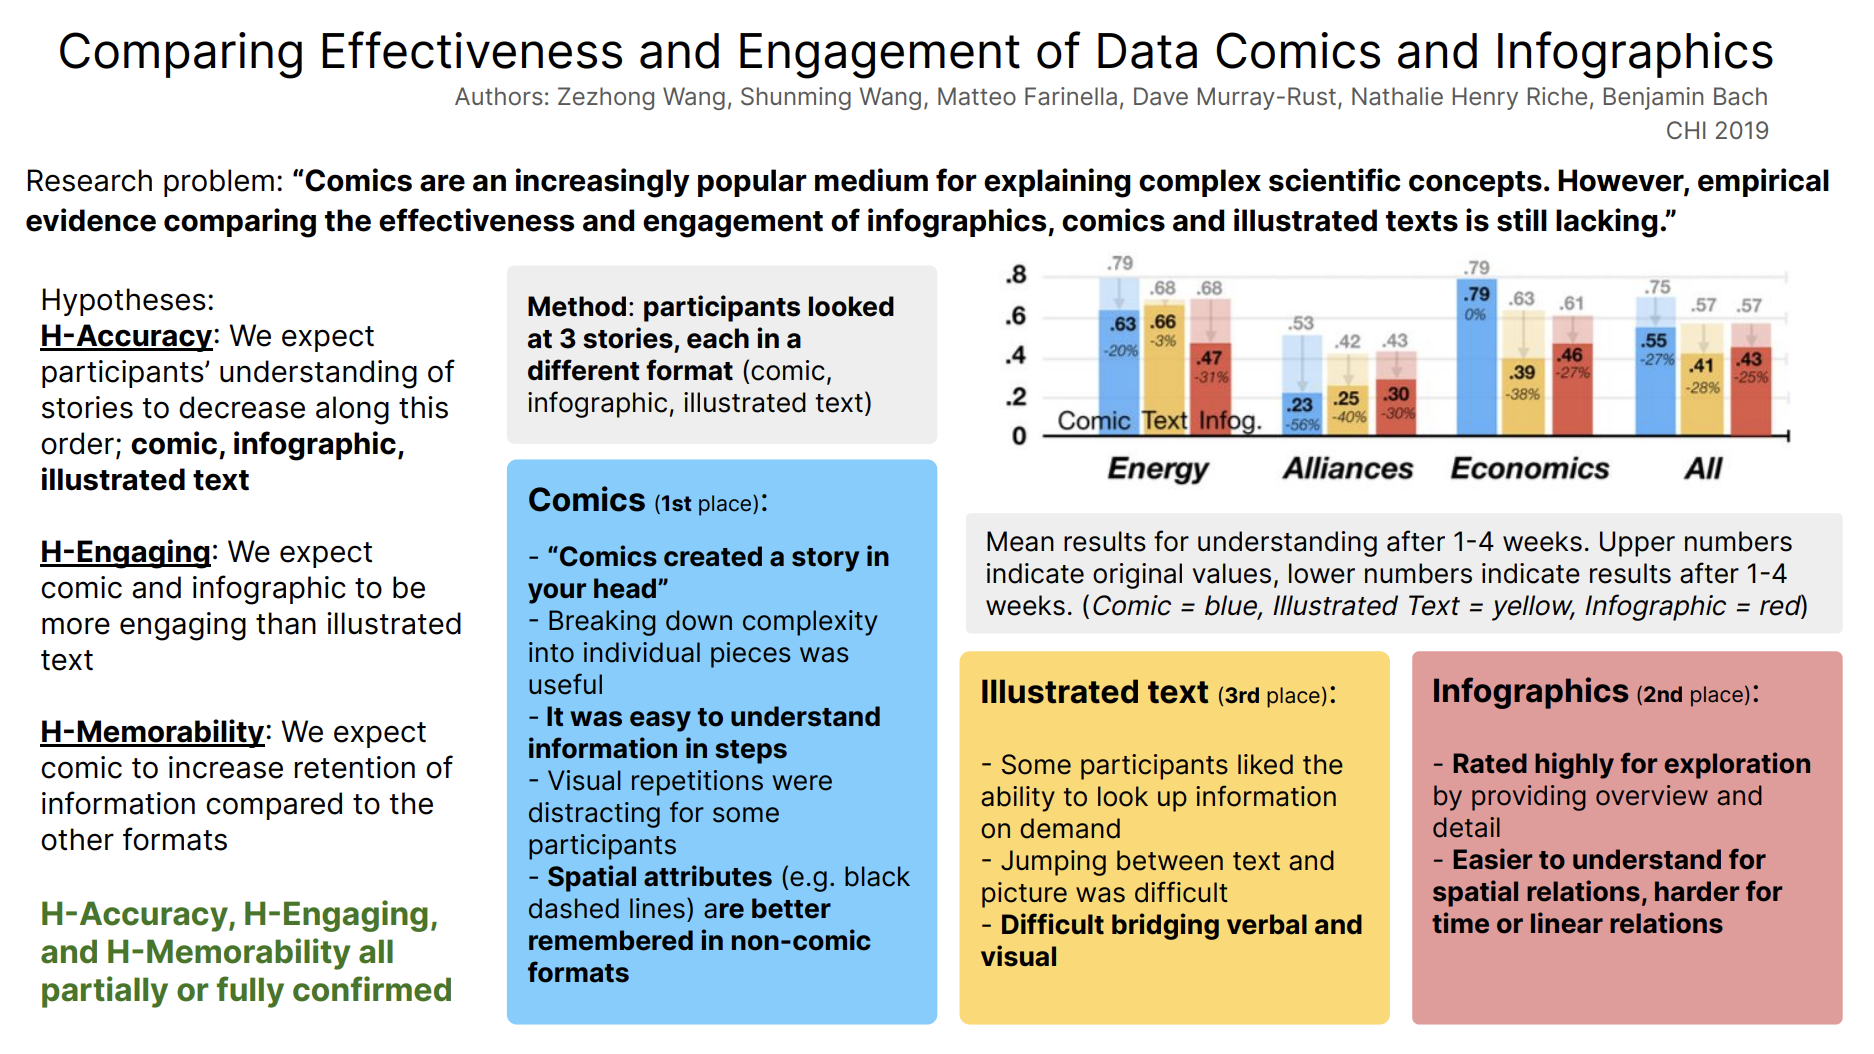 Comparing Effectiveness and Engagement of Data Comics and Infographics
Authors: Zezhong Wang, Shunming Wang, Matteo Farinella, Dave Murray-Rust, Nathalie Henry Riche, Benjamin Bach
CHI 2019
Research problem: “Comics are an increasingly popular medium for explaining complex scientific concepts. However, empirical
evidence comparing the effectiveness and engagement of infographics, comics and illustrated texts is still lacking.”
Hypotheses:
H-Accuracy: We expect
participants’ understanding of
stories to decrease along this
order; comic, infographic,
illustrated text
H-Engaging: We expect
comic and infographic to be
more engaging than illustrated
text
H-Memorability: We expect
comic to increase retention of
information compared to the
other formats
H-Accuracy, H-Engaging,
and H-Memorability all
partially or fully confirmed
Method: participants looked
at 3 stories, each in a
different format (comic,
infographic, illustrated text)
Comics (1st place):
- “Comics created a story in
your head”
- Breaking down complexity
into individual pieces was
useful
- It was easy to understand
information in steps
- Visual repetitions were
distracting for some
participants
- Spatial attributes (e.g. black
dashed lines) are better
remembered in non-comic
formats
.8
.6
.4
.2
0
.79 .68 .68
.63 .66 .47
-20% -3% -31%
Comic Text Infog.
Energy
.53 .42 .43
.23 .25 .30
-56% -40% -30%
Alliances
.79 .63 .61
.79 .39 .46
0% -38% -27%
Economics
.75 .57 .57
.55 .41 .43
-27% -28% -25%
All
Mean results for understanding after 1-4 weeks. Upper numbers
indicate original values, lower numbers indicate results after 1-4
weeks. (Comic = blue, Illustrated Text = yellow, Infographic = red)
Illustrated text (3rd place):
- Some participants liked the
ability to look up information
on demand
- Jumping between text and
picture was difficult
- Difficult bridging verbal and
visual
Infographics (2nd place):
- Rated highly for exploration
by providing overview and
detail
- Easier to understand for
spatial relations, harder for
time or linear relations